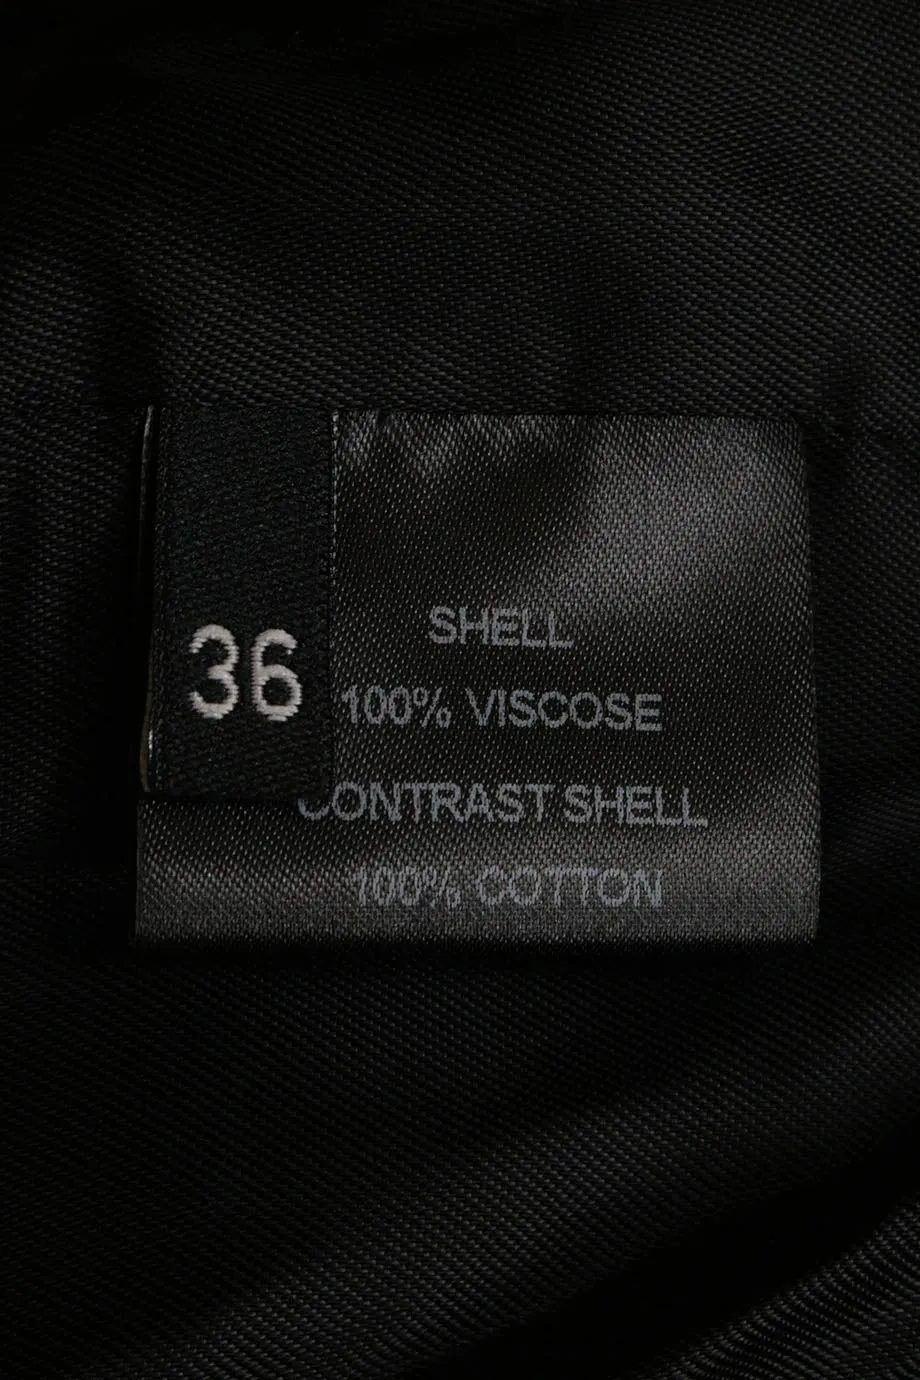 36
SHELL
100% VISCOSE
CONTRAST SHELL
100% COTTON